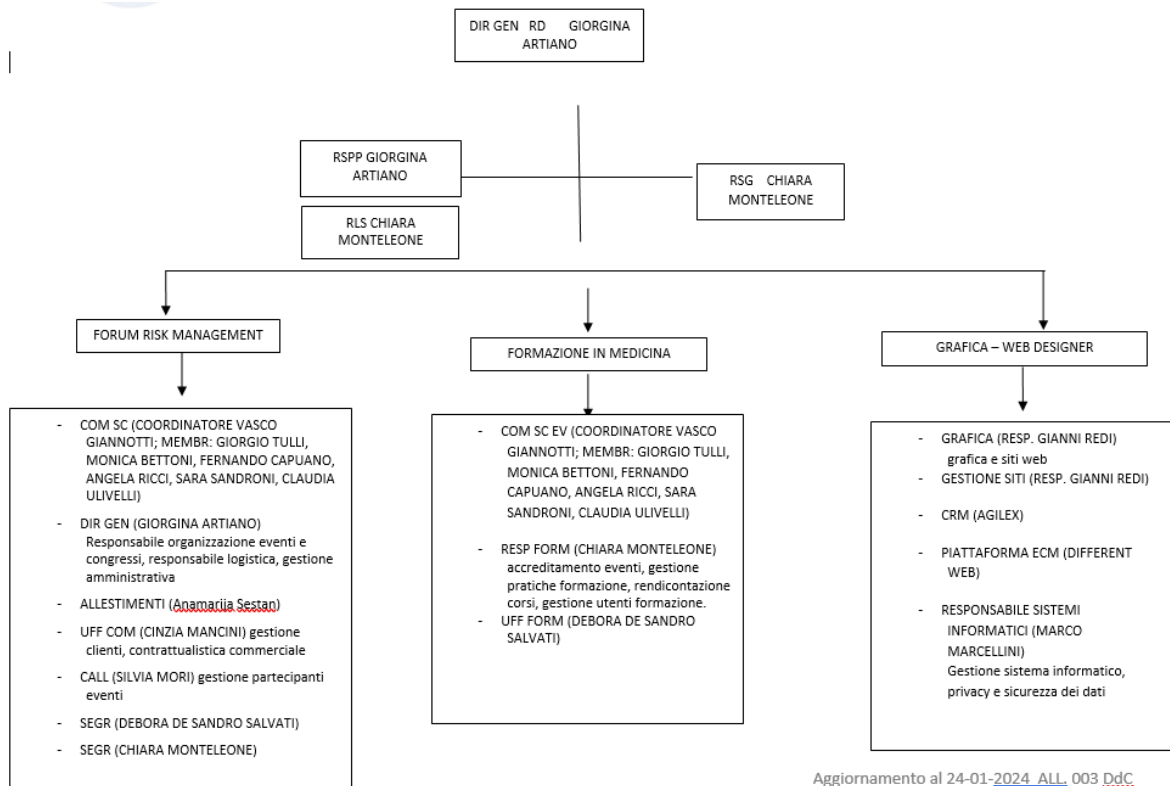 DIR GEN RD GIORGINA
ARTIANO
RSPP GIORGINA
ARTIANO
RSG CHIARA
MONTELEONE
RLS CHIARA
MONTELEONE
FORUM RISK MANAGEMENT
FORMAZIONE IN MEDICINA
GRAFICA – WEB DESIGNER
- COM SC (COORDINATORE VASCO
GIANNOTTI; MEMBR: GIORGIO TULLI,
MONICA BETTONI, FERNANDO CAPUANO,
ANGELA RICCI, SARA SANDRONI, CLAUDIA
ULIVELLI)
- DIR GEN (GIORGINA ARTIANO)
Responsabile organizzazione eventi e
congressi, responsabile logistica, gestione
amministrativa
- ALLESTIMENTI (Anamarija Sestan)
- UFF COM (CINZIA MANCINI) gestione
clienti, contrattualistica commerciale
- CALL (SILVIA MORI) gestione partecipanti
eventi
- SEGR (DEBORA DE SANDRO SALVATI)
- SEGR (CHIARA MONTELEONE)
- COM SC EV (COORDINATORE VASCO
GIANNOTTI; MEMBR: GIORGIO TULLI,
MONICA BETTONI, FERNANDO
CAPUANO, ANGELA RICCI, SARA
SANDRONI, CLAUDIA ULIVELLI)
- RESP FORM (CHIARA MONTELEONE)
accreditamento eventi, gestione
pratiche formazione, rendicontazione
corsi, gestione utenti formazione.
- UFF FORM (DEBORA DE SANDRO
SALVATI)
- GRAFICA (RESP. GIANNI REDI)
grafica e siti web
- GESTIONE SITI (RESP. GIANNI REDI)
- CRM (AGILEX)
- PIATTAFORMA ECM (DIFFERENT
WEB)
- RESPONSABILE SISTEMI
INFORMATICI (MARCO
MARCELLINI)
Gestione sistema informatico,
privacy e sicurezza dei dati
Aggiornamento al 24-01-2024 ALL. 003 DdC